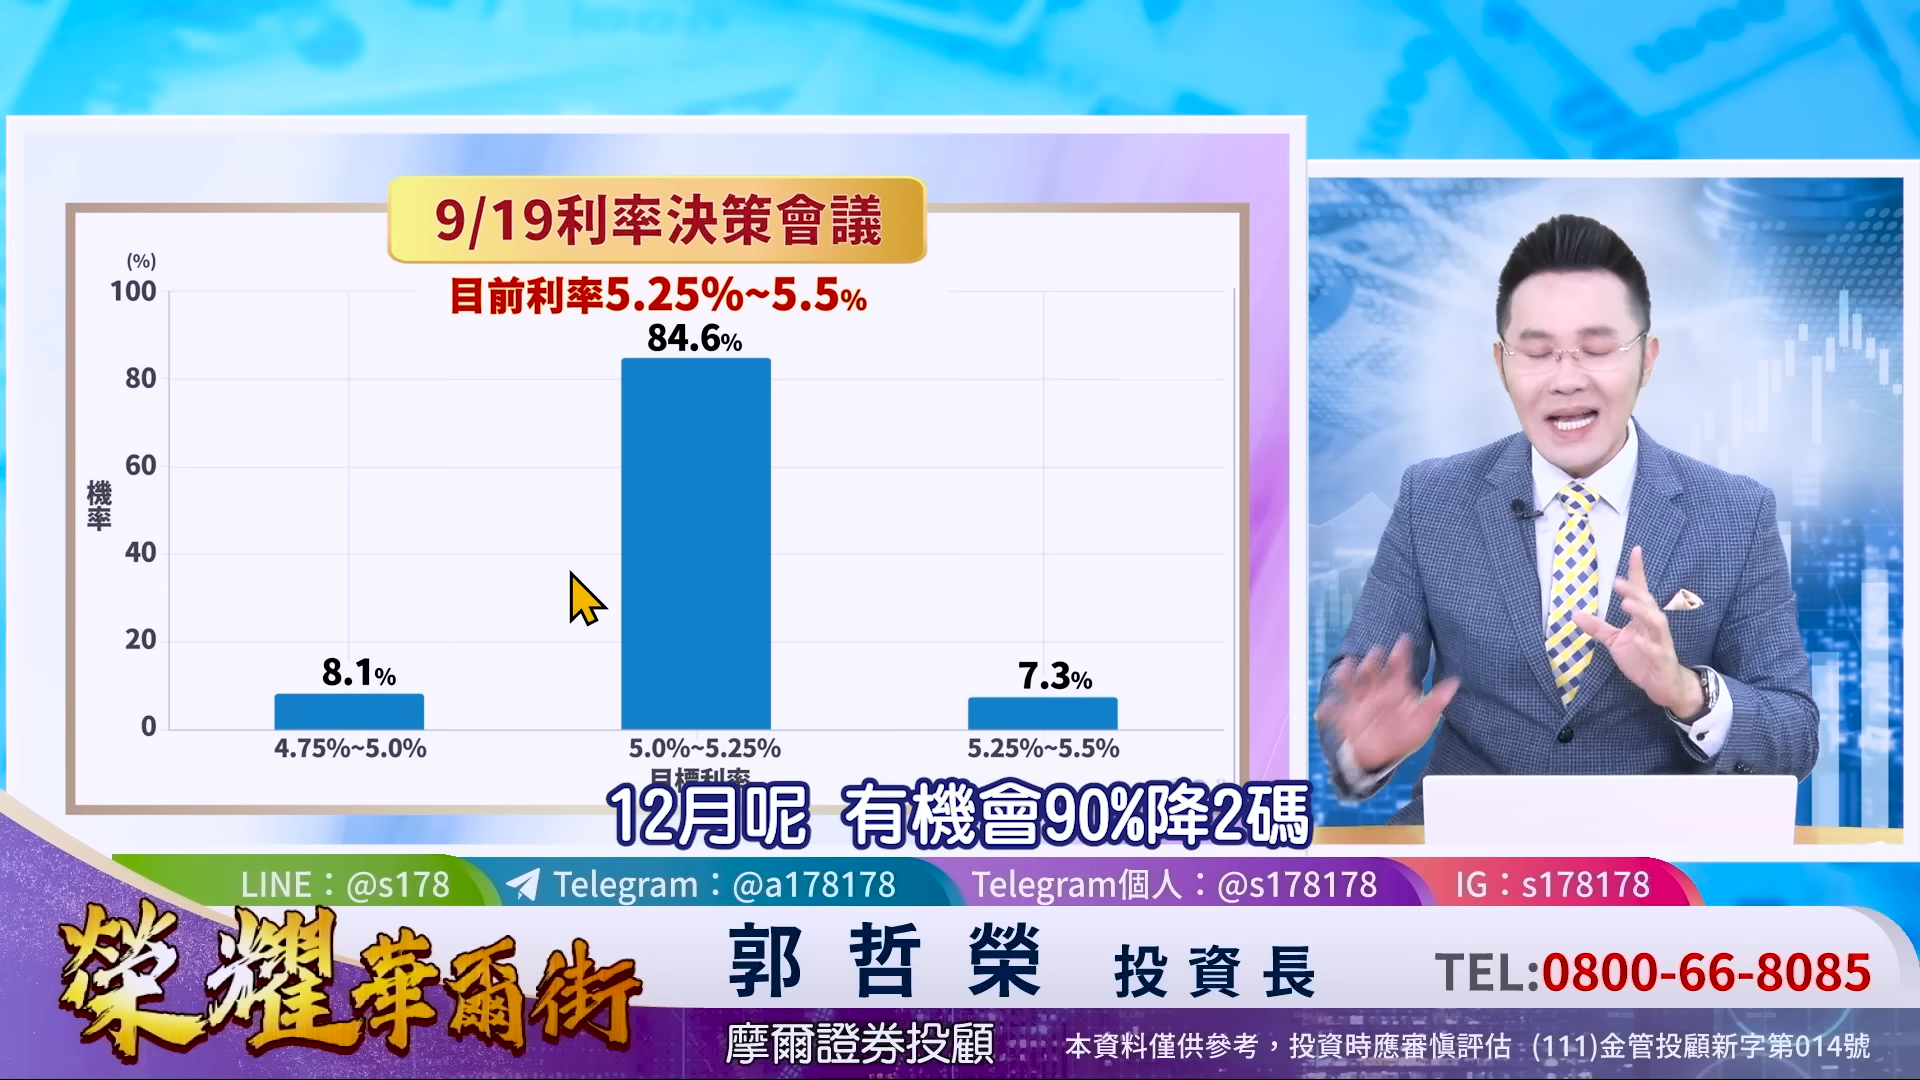 9/19利率決策會議
目前利率5.25%~5.5%
(%)
100
80
60
40
20
0
機率
8.1%
84.6%
7.3%
4.75%~5.0%
5.0%~5.25%
5.25%~5.5%
目標利率
12月呢 有機會90%降2碼
LINE：@s178
Telegram：@a178178
Telegram個人：@s178178
IG：s178178
榮耀華爾街
郭哲榮 投資長
TEL:0800-66-8085
摩爾證券投顧
本資料僅供參考，投資時應審慎評估 (111)金管投顧新字第014號